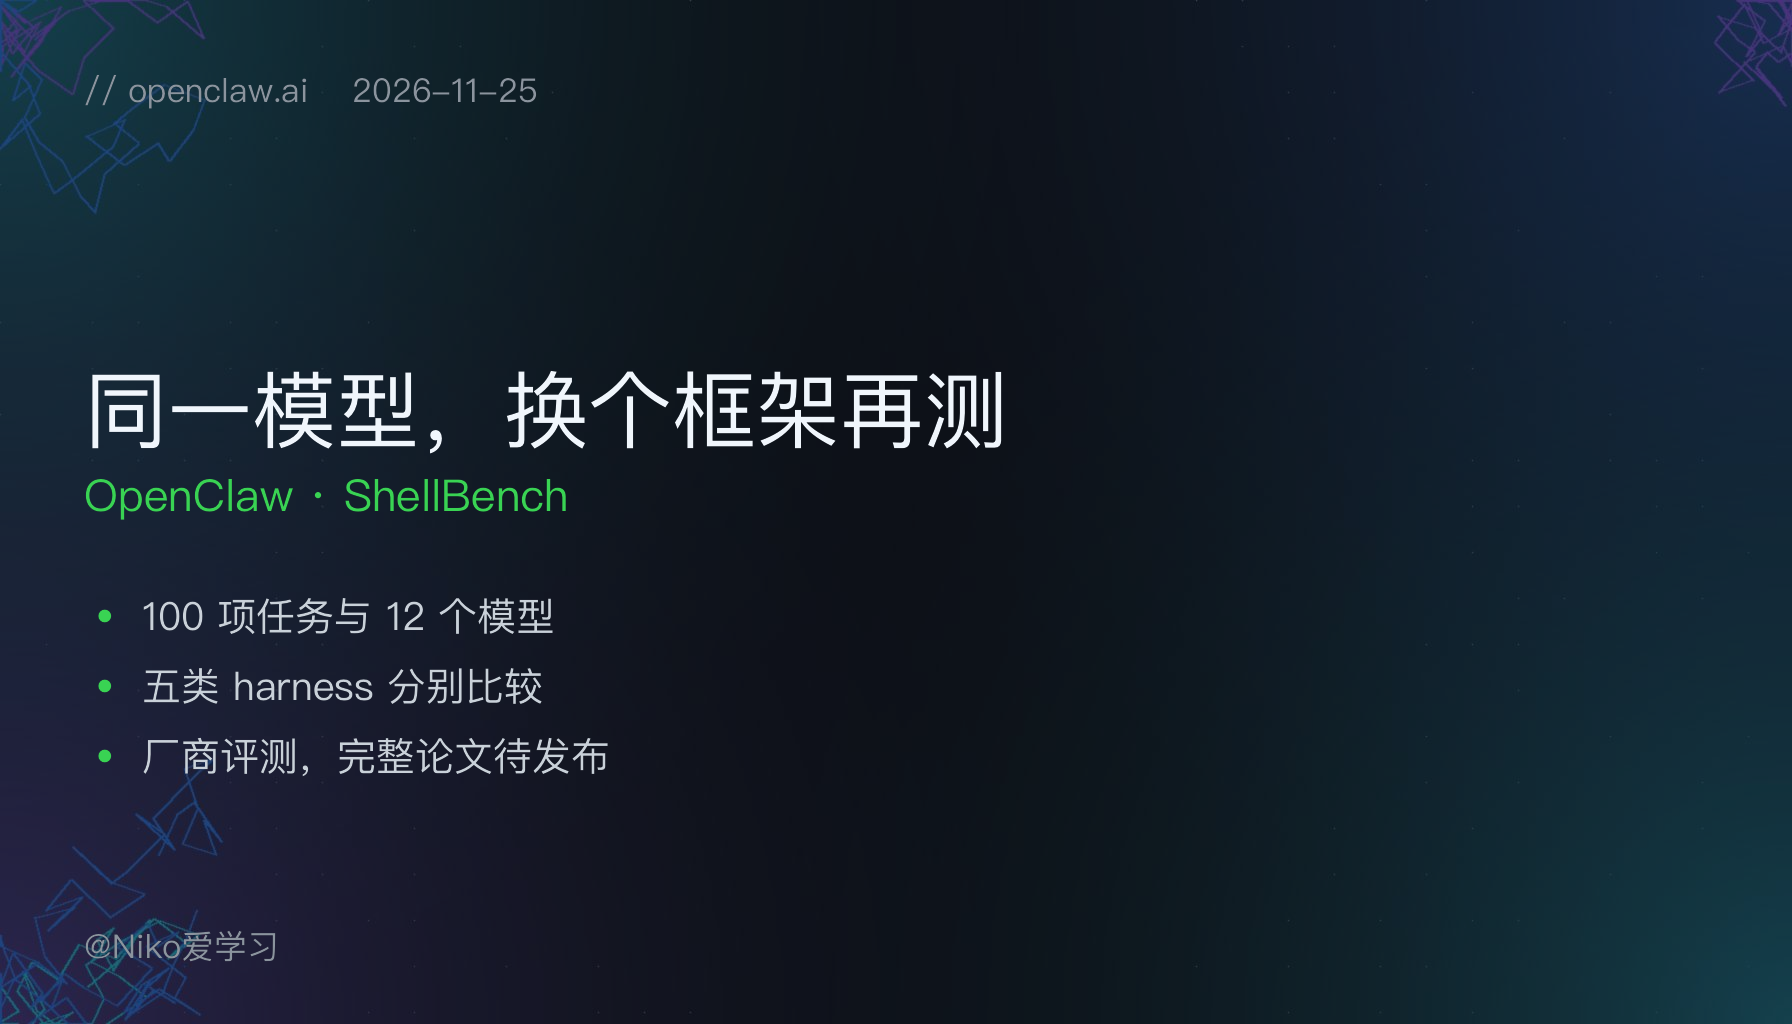 // openclaw.ai 2026-11-25
同一模型，换个框架再测
OpenClaw · ShellBench
• 100 项任务与 12 个模型
• 五类 harness 分别比较
• 厂商评测，完整论文待发布
@Niko爱学习